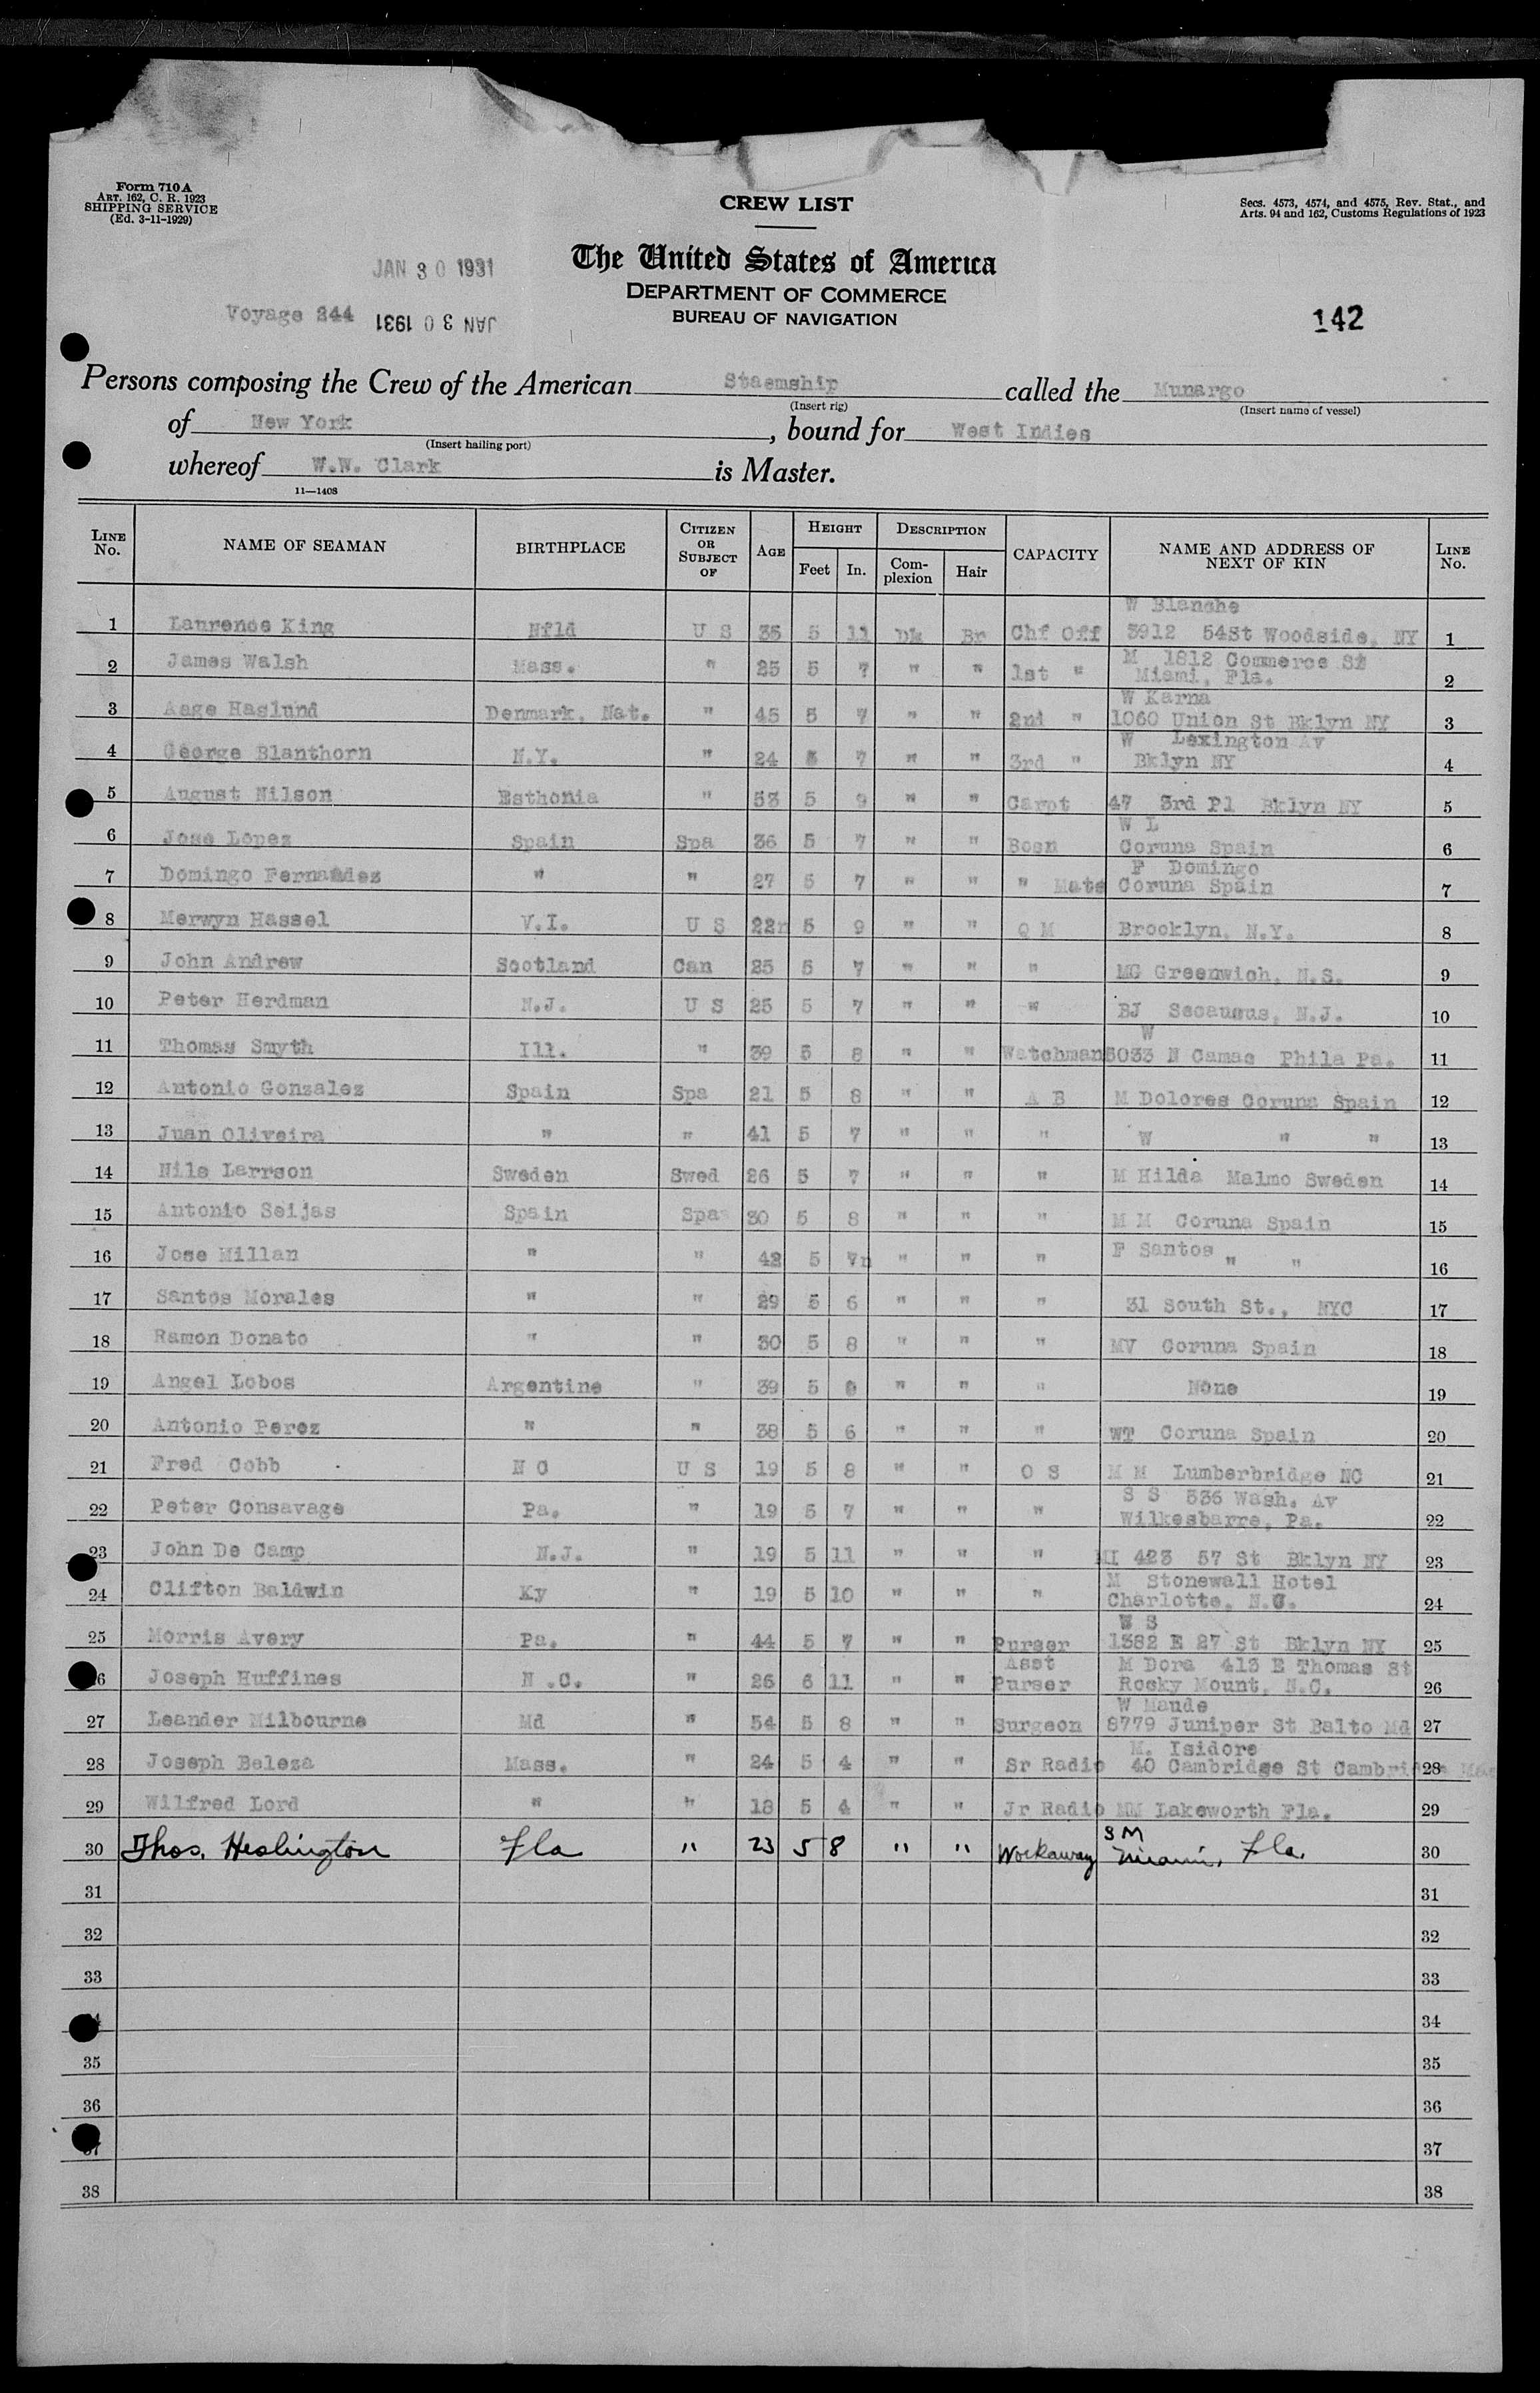 Form 710 A
ART. 162, C. R. 1923
SHIPPING SERVICE
(Ed. 3-11-1929)
CREW LIST
Secs. 4573, 4574, and 4575, Rev. Stat., and
Arts. 94 and 162, Customs Regulations of 1923
JAN 30 1931
The United States of America
DEPARTMENT OF COMMERCE
BUREAU OF NAVIGATION
Voyage 244 JAN 30 1931
142
Persons composing the Crew of the American Staemship called the Munargo
(Insert rig) (Insert name of vessel)
of New York, bound for West Indies
(Insert hailing port)
whereof W.W. Clark is Master.
11—1408
LINE No. NAME OF SEAMAN BIRTHPLACE CITIZEN OR SUBJECT OF AGE HEIGHT Feet In. DESCRIPTION Complexion Hair CAPACITY NAME AND ADDRESS OF NEXT OF KIN LINE No.
W Blanche
1 Laurence King Nfld U S 35 5 11 Dk Br Chf Off 3912 54St Woodside, NY 1
2 James Walsh Mass. " 25 5 7 " " 1st " M 1812 Commerce St
Miami, Fla. 2
W Karna
3 Aage Haslund Denmark, Nat. " 45 5 7 " " 2nd " 1060 Union St Bklyn NY 3
W Lexington Av
4 George Blanthorn N.Y. " 24 5 7 " " 3rd " Bklyn NY 4
5 August Nilson Esthonia " 53 5 9 " " Carpt 47 3rd Pl Bklyn NY 5
W L
6 Jose Lopez Spain Spa 36 5 7 " " Bosn Coruna Spain 6
F Domingo
7 Domingo Fernandez " " 27 5 7 " " " Mate Coruna Spain 7
8 Merwyn Hassel V.I. U S 22 5 9 " " Q M Brooklyn, N.Y. 8
9 John Andrew Scotland Can 25 5 7 " " " MG Greenwich, N.S. 9
10 Peter Herdman N.J. U S 25 5 7 " " " BJ Secaucus, N.J. 10
W
11 Thomas Smyth Ill. " 39 5 8 " " Watchman 5033 N Camac Phila Pa. 11
12 Antonio Gonzalez Spain Spa 21 5 8 " " A B M Dolores Coruna Spain 12
13 Juan Oliveira " " 41 5 7 " " " W " " 13
14 Nils Larrson Sweden Swed 26 5 7 " " " M Hilda Malmo Sweden 14
15 Antonio Seijas Spain Spa 30 5 8 " " " M M Coruna Spain 15
16 Jose Millan " " 42 5 7n " " " F Santos " " 16
17 Santos Morales " " 29 5 6 " " " 31 South St., NYC 17
18 Ramon Donato " " 30 5 8 " " " MV Coruna Spain 18
19 Angel Lobos Argentine " 39 5 " " " None 19
20 Antonio Perez " " 38 5 6 " " " WT Coruna Spain 20
21 Fred Cobb N C U S 19 5 8 " " O S M M Lumberbridge NC 21
22 Peter Consavage Pa. " 19 5 7 " " " S S 536 Wash. Av
Wilkesbarre, Pa. 22
23 John De Camp N.J. " 19 5 11 " " " MI 423 57 St Bklyn NY 23
24 Clifton Baldwin Ky " 19 5 10 " " " M Stonewall Hotel
Charlotte, N.C. 24
W S
25 Morris Avery Pa. " 44 5 7 " " Purser 1382 E 27 St Bklyn NY 25
26 Joseph Huffines N .C. " 26 6 11 " " Asst Purser M Dora 413 E Thomas St
Rocky Mount, N.C. 26
W Maude
27 Leander Milbourne Md " 54 5 8 " " Surgeon 8779 Juniper St Balto Md 27
M. Isidore
28 Joseph Beleza Mass. " 24 5 4 " " Sr Radio 40 Cambridge St Cambridge Mas 28
29 Wilfred Lord " " 18 5 4 " " Jr Radio MM Lakeworth Fla. 29
S M
30 Thos. Heslington Fla " 23 5 8 " " Workaway Miami, Fla. 30
31 31
32 32
33 33
34 34
35 35
36 36
37 37
38 38